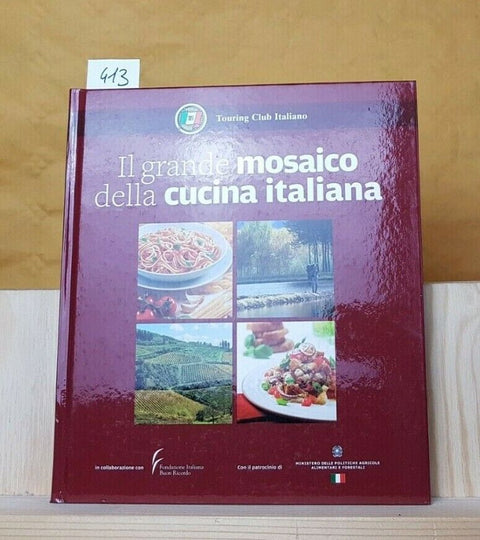 413
Touring Club Italiano
Il grande mosaico
della cucina italiana
in collaborazione con
Fondazione Italiana
Buon Ricordo
Con il patrocinio di
MINISTERO DELLE POLITICHE AGRICOLE
ALIMENTARI E FORESTALI